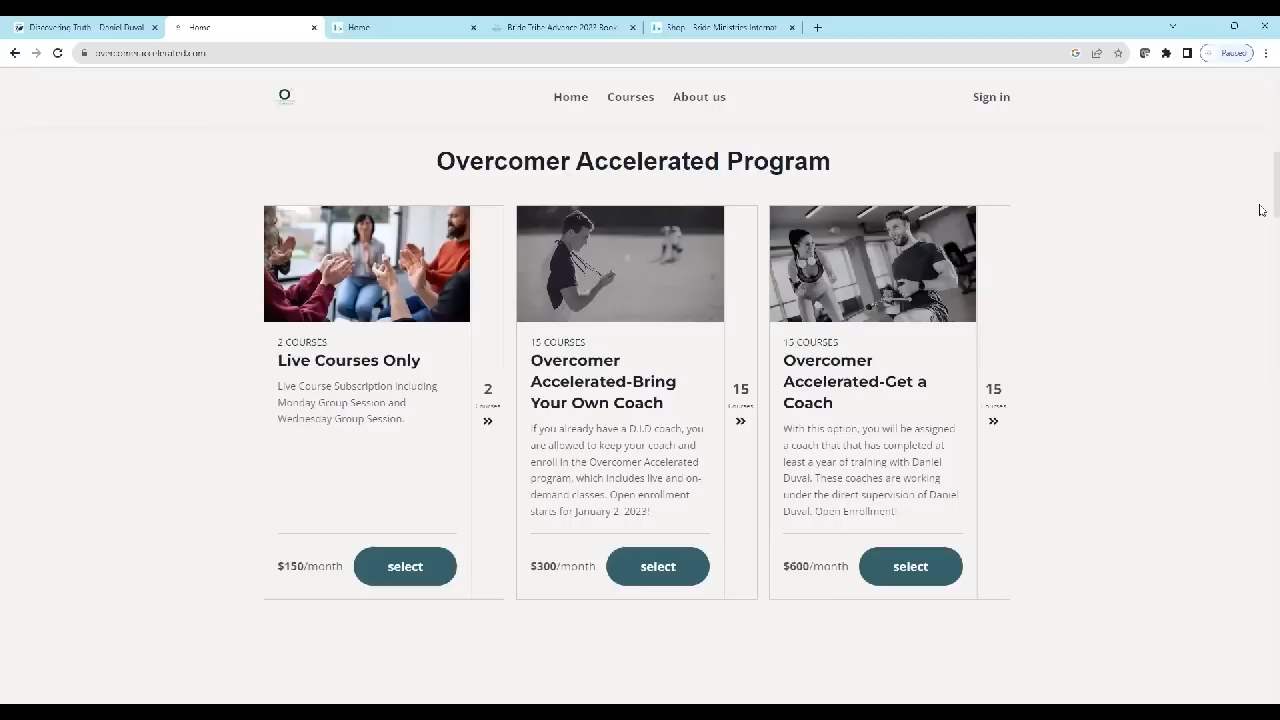 Discovering Truth - Daniel Duval
Home
Home
Bride Tribe Advance 2023 Book
Shop - Bride Ministries Internat
overcomeraccelerated.com
Paused
O
Home
Courses
About us
Sign in
Overcomer Accelerated Program
2 COURSES
Live Courses Only
Live Course Subscription including
Monday Group Session and
Wednesday Group Session.
2
Courses
$150/month
select
15 COURSES
Overcomer
Accelerated-Bring
Your Own Coach
If you already have a D.I.D coach, you
are allowed to keep your coach and
enroll in the Overcomer Accelerated
program, which includes live and on-
demand classes. Open enrollment
starts for January 2, 2023!
15
Courses
$300/month
select
15 COURSES
Overcomer
Accelerated-Get a
Coach
With this option, you will be assigned
a coach that that has completed at
least a year of training with Daniel
Duval. These coaches are working
under the direct supervision of Daniel
Duval. Open Enrollment!
15
Courses
$600/month
select